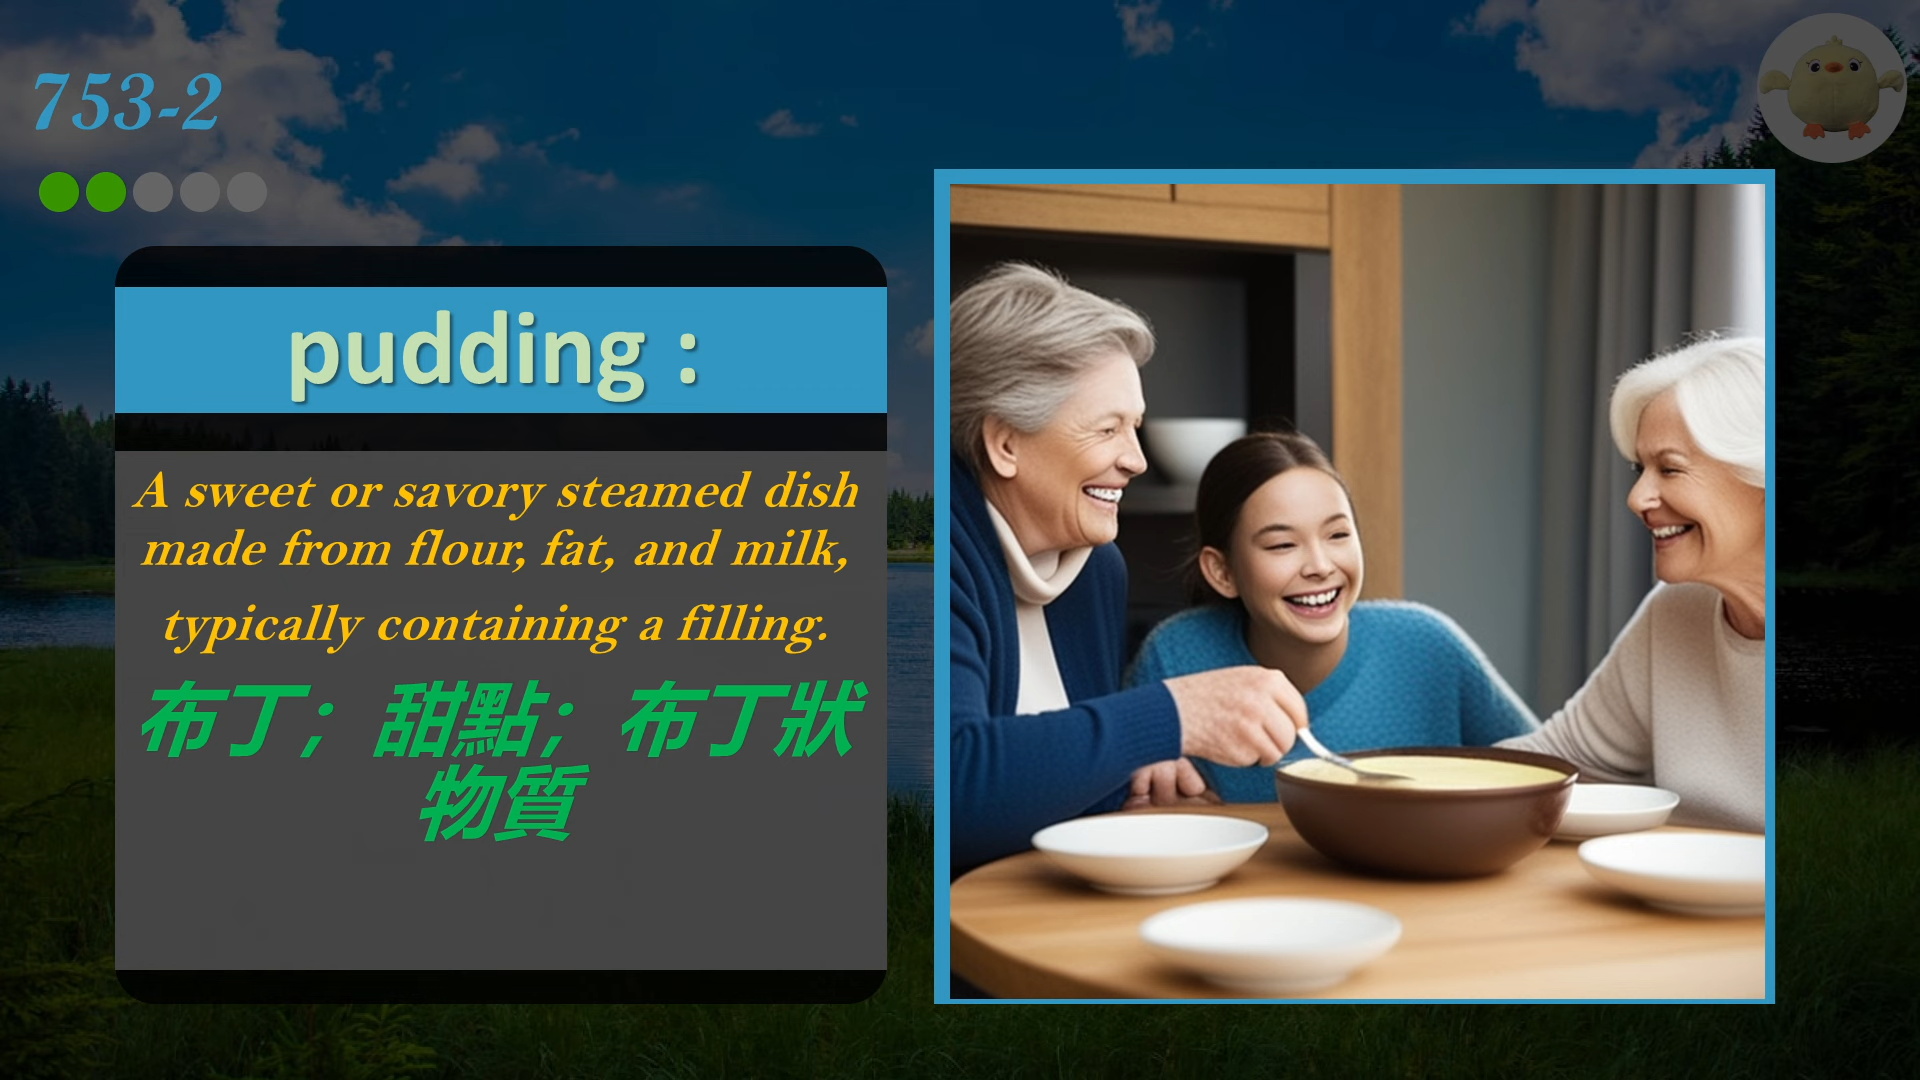 753-2
pudding :
A sweet or savory steamed dish
made from flour, fat, and milk,
typically containing a filling.
布丁；甜點；布丁狀
物質